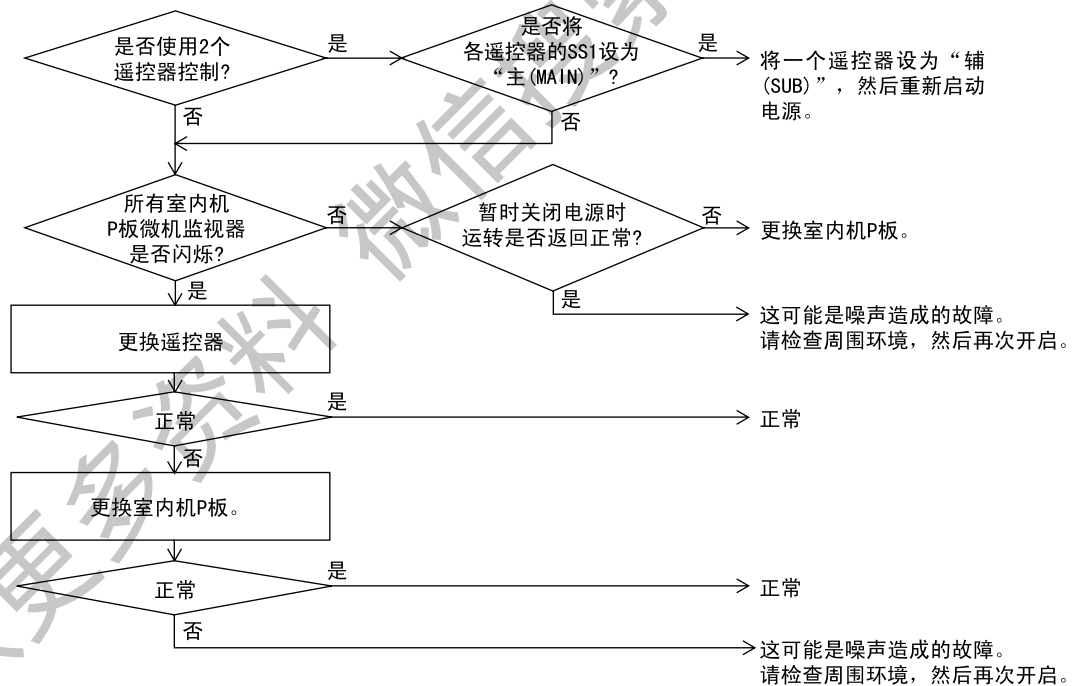 是否使用2个
遥控器控制?
是
是否将
各遥控器的SS1设为
“主(MAIN)”?
是
将一个遥控器设为“辅
(SUB)”，然后重新启动
电源。
否
否
所有室内机
P板微机监视器
是否闪烁?
否
暂时关闭电源时
运转是否返回正常?
否
更换室内机P板。
是
是
这可能是噪声造成的故障。
请检查周围环境，然后再次开启。
更换遥控器
正常
是
正常
否
更换室内机P板。
正常
是
正常
否
这可能是噪声造成的故障。
请检查周围环境，然后再次开启。
更多资料 微信搜索